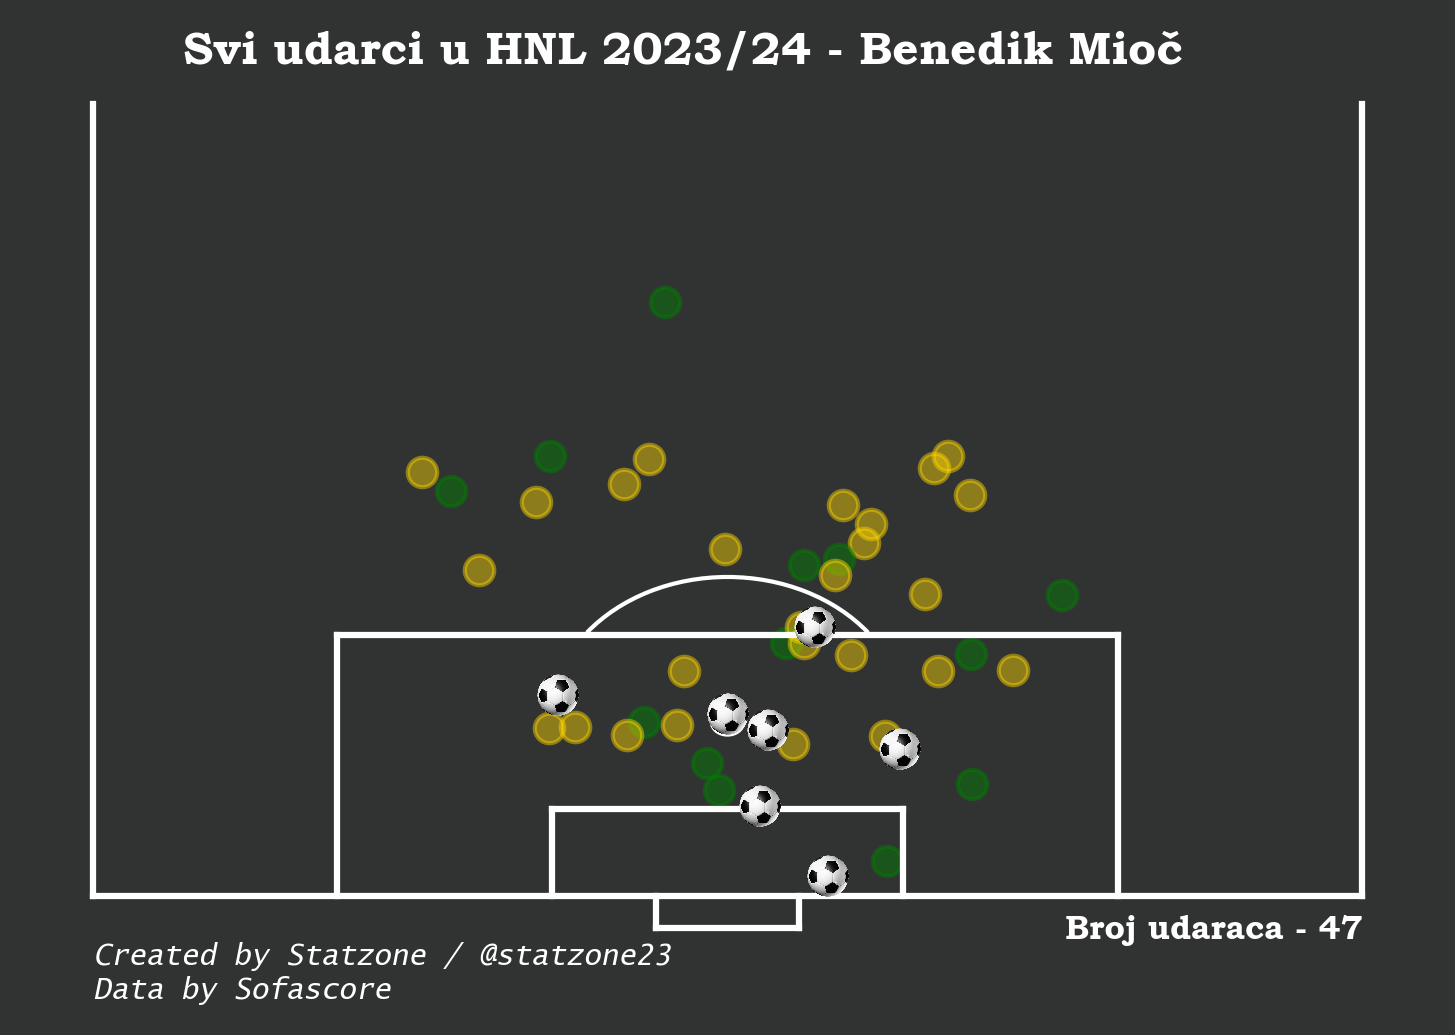 Svi udarci u HNL 2023/24 - Benedik Mioč
Broj udaraca - 47
Created by Statzone / @statzone23
Data by Sofascore